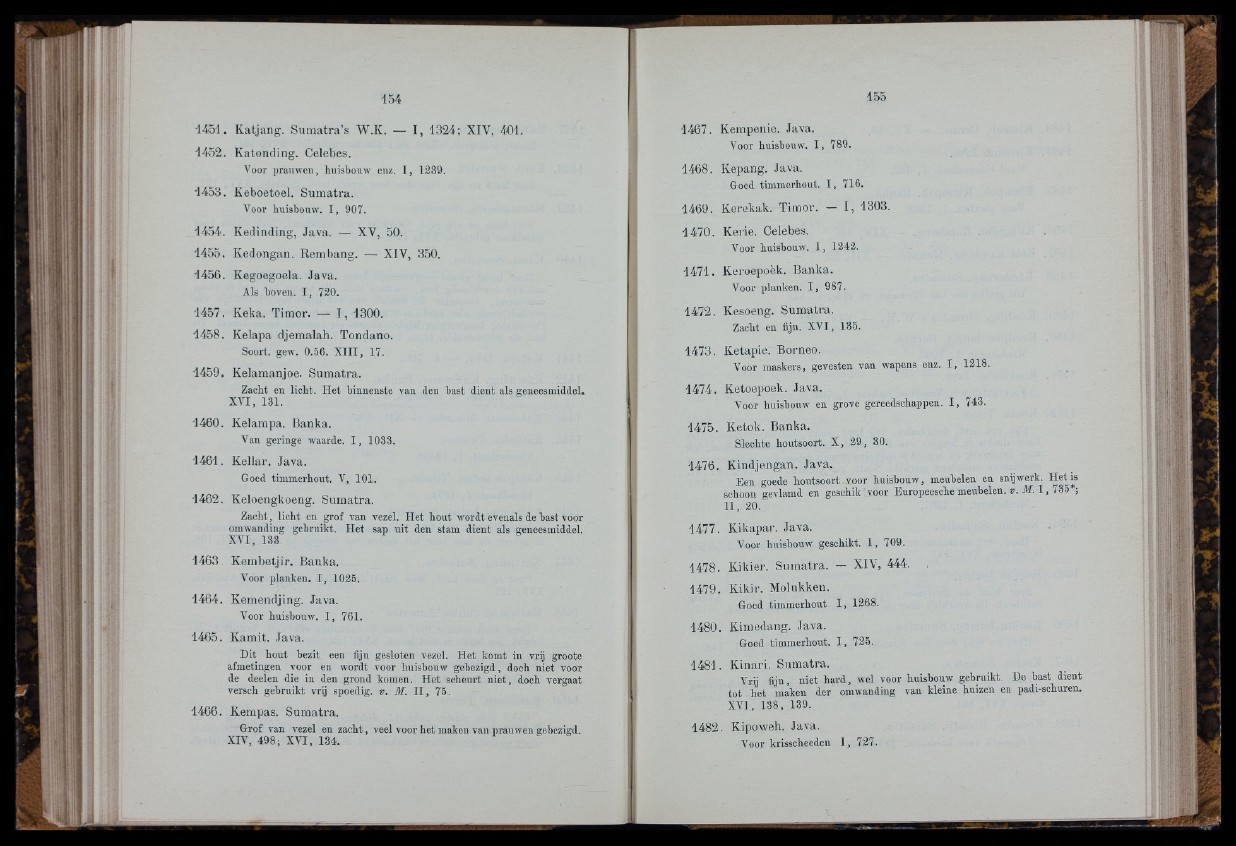 154
1451. Katjang. Sumatra's W.K. — I, 1324; XIV, 401.
1452. Katonding. Celebes.
Voor prauwen, huisbouw enz. I, 1239.
1453. Keboetoel. Sumatra.
Voor huisbouw. I, 907.
1454. Kedinding, Java. — XV, 50.
1455. Kedongan. Rembang. — XIV, 350.
1456. Kegoegoela. Java.
Als boven. I, 720.
1457. Keka. Timor. — I, 1300.
1458. Kelapa djemalah. Tondano.
Soort. gew. 0.56. XIII, 17.
1459. Kelamanjoe. Sumatra.
Zacht en licht. Het binnenste van den bast dient als geneesmiddel.
XVI, 131.
1460. Kelampa. Banka.
Van geringe waarde. I, 1033.
1461. Kellar. Java.
Goed timmerhout. V, 101.
1462. Keloengkoeng. Sumatra.
Zacht, licht en grof van vezel. Het hout wordt evenals de bast voor
omwanding gebruikt. Het sap uit den stam dient als geneesmiddel.
XVI, 133
1463 Kembetjir. Banka.
Voor planken. I, 1025.
1464. Kemendjing. Java.
Voor huisbouw. I, 761.
1465. Kamit. Java.
Dit hout bezit een fijn gesloten vezel. Het komt in vrij groote
afmetingen voor en wordt voor huisbouw gebezigd, doch niet voor
de deelen die in den grond komen. Het scheurt niet, doch vergaat
versch gebruikt vrij spoedig. v. M. II, 75.
1466. Kempas. Sumatra.
Grof van vezel en zacht, veel voor het maken van prauwen gebezigd.
XIV, 498; XVI, 134.
155
1467. Kempenie. Java.
Voor huisbouw. I, 789.
1468. Kepang. Java.
Goed timmerhout. I, 716.
1469. Kerekak. Timor. — I, 1303.
1470. Kerie. Celebes.
Voor huisbouw. I, 1242.
1471. Keroepoèk. Banka.
Voor planken. I, 987.
1472. Kesoeng. Sumatra.
Zacht en fijn. XVI, 135.
1473. Ketapie. Borneo.
Voor maskers, gevesten van wapens enz. I, 1218.
1474. Ketoepoek. Java.
Voor huisbouw en grove gereedschappen. I, 743.
1475. Ketok. Banka.
Slechte houtsoort. X, 29, 30.
1476. Kindjengan. Java.
Een goede houtsoort voor huisbouw, meubelen en snijwerk. Het is
schoon gevlamd en geschik voor Europeesche meubelen. v. M. I, 735*;
II, 20.
1477. Kikapar. Java.
Voor huisbouw geschikt. I, 709.
1478. Kikier. Sumatra. — XIV, 444.
1479. Kikir. Molukken.
Goed timmerhout I, 1268.
1480. Kimedang. Java.
Goed timmerhout. I, 725.
1481. Kinari. Sumatra.
Vrij fijn, niet hard, wel voor huisbouw gebruikt. De bast dient
tot het maken der omwanding van kleine huizen en padi-schuren.
XVI, 138, 139.
1482. Kipoweh. Java.
Voor krisscheeden I, 727.